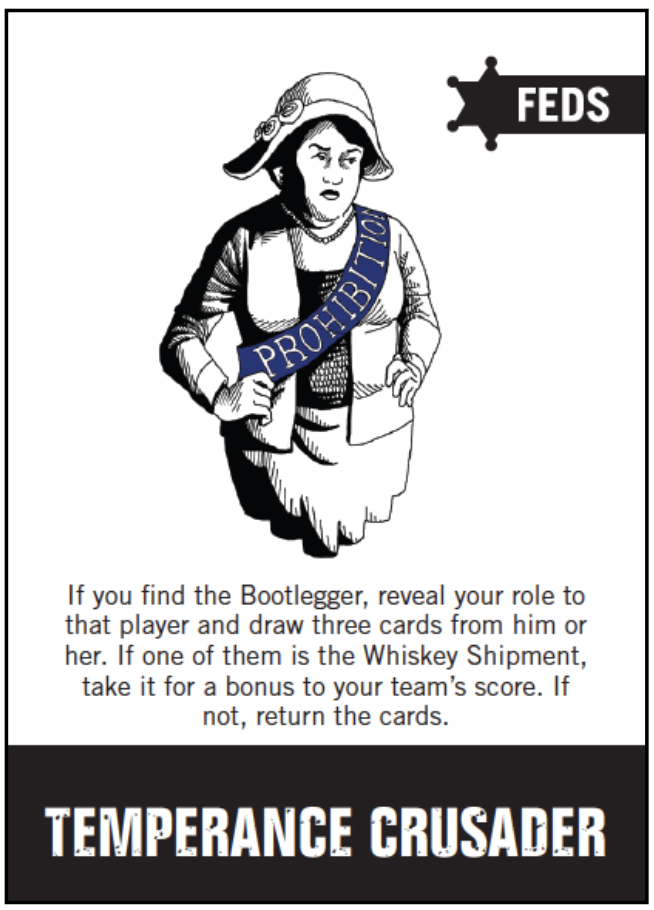 FEDS
PROHIBITION
If you find the Bootlegger, reveal your role to
that player and draw three cards from him or
her. If one of them is the Whiskey Shipment,
take it for a bonus to your team's score. If
not, return the cards.
TEMPERANCE CRUSADER